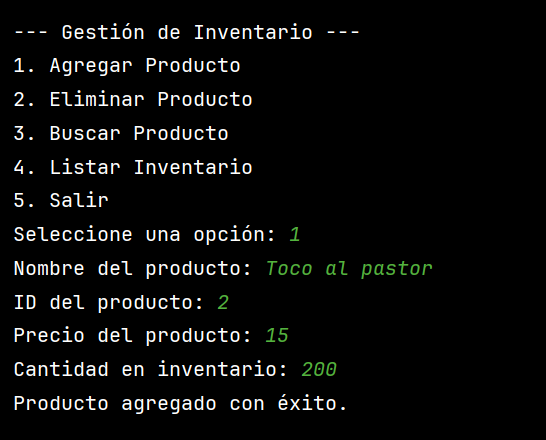 --- Gestión de Inventario ---
1. Agregar Producto
2. Eliminar Producto
3. Buscar Producto
4. Listar Inventario
5. Salir
Seleccione una opción: 1
Nombre del producto: Toco al pastor
ID del producto: 2
Precio del producto: 15
Cantidad en inventario: 200
Producto agregado con éxito.